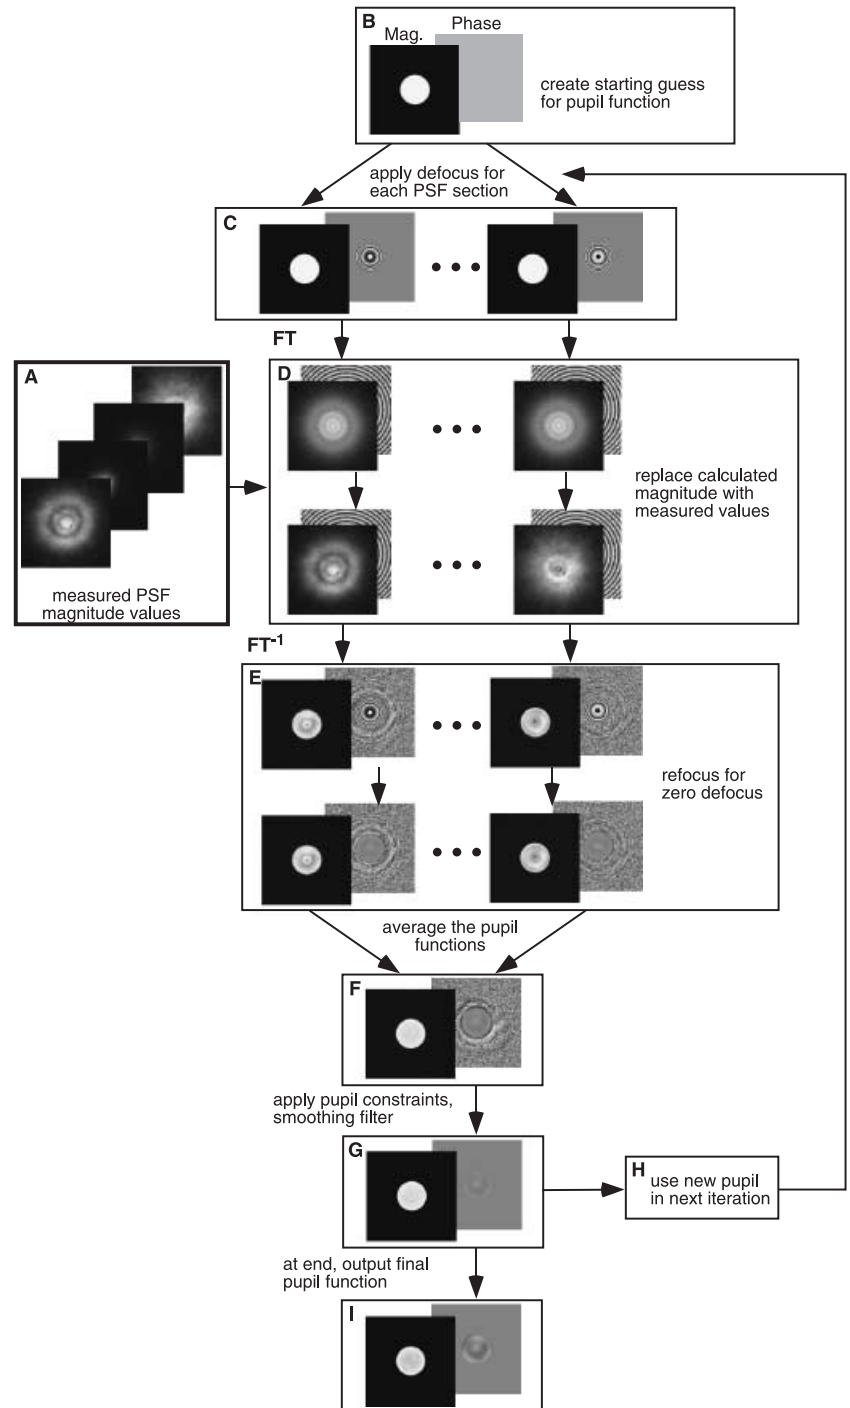 B
Mag.
Phase
create starting guess
for pupil function
apply defocus for
each PSF section
C
FT
A
measured PSF
magnitude values
D
replace calculated
magnitude with
measured values
FT-1
E
refocus for
zero defocus
average the pupil
functions
F
apply pupil constraints,
smoothing filter
G
H
use new pupil
in next iteration
at end, output final
pupil function
I